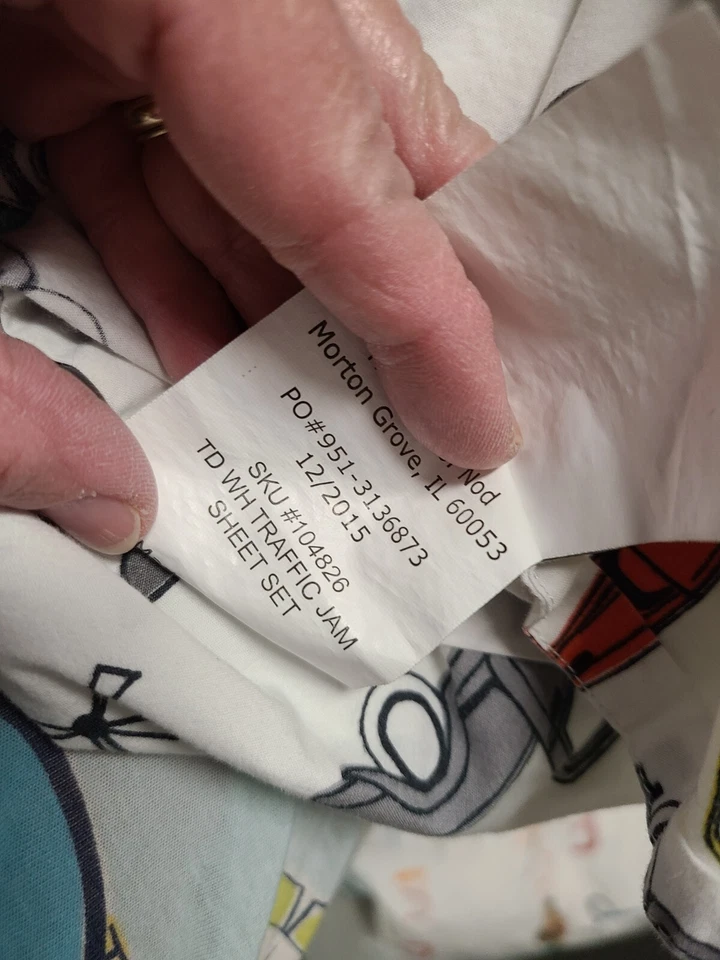 Nod
Morton Grove, IL 60053
PO#951-3136873
12/2015
SKU #104826
TD WH TRAFFIC JAM
SHEET SET